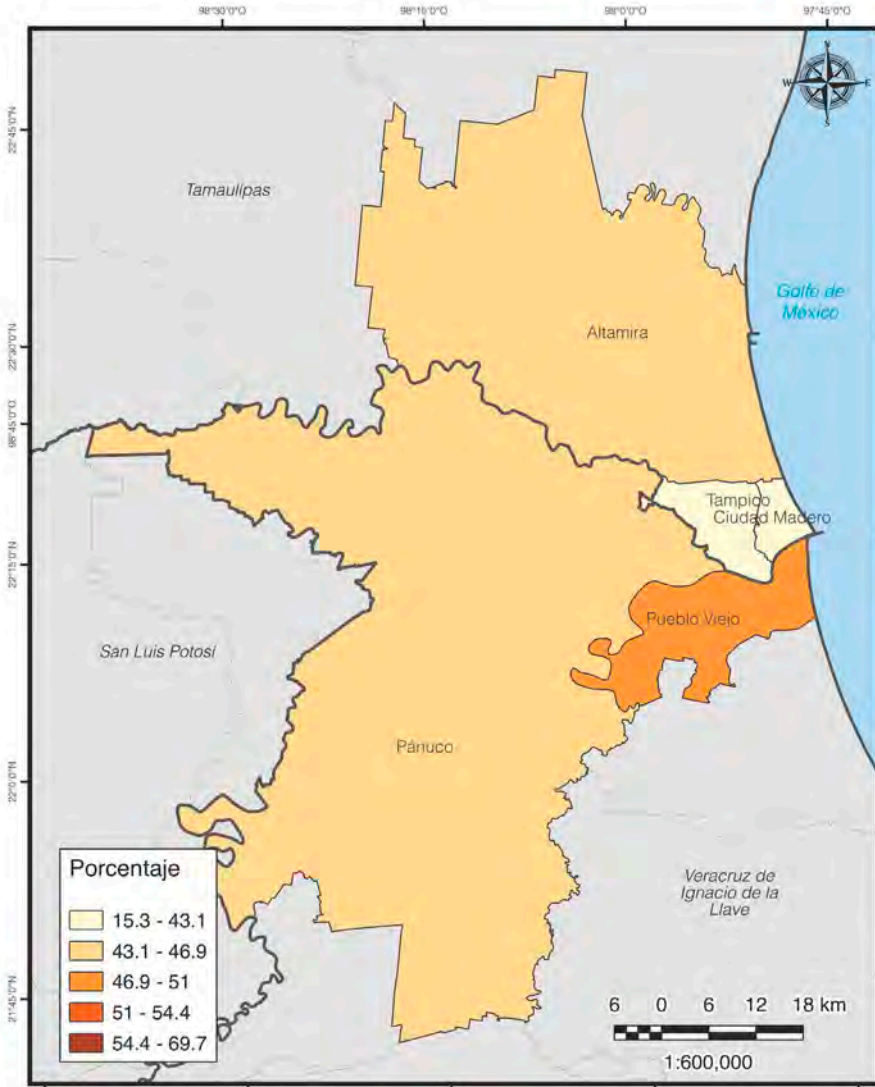 98°30'0"O
98°15'0"O
98°0'0"O
97°45'0"O
N
W
E
S
22°45'0"N
Tamaulipas
Golfo de
México
Altamira
22°30'0"N
Tampico
Ciudad Madero
22°15'0"N
Pueblo Viejo
San Luis Potosí
Pánuco
22°0'0"N
Porcentaje
15.3 - 43.1
43.1 - 46.9
46.9 - 51
51 - 54.4
54.4 - 69.7
Veracruz de
Ignacio de la
Llave
21°45'0"N
6 0 6 12 18 km
1:600,000